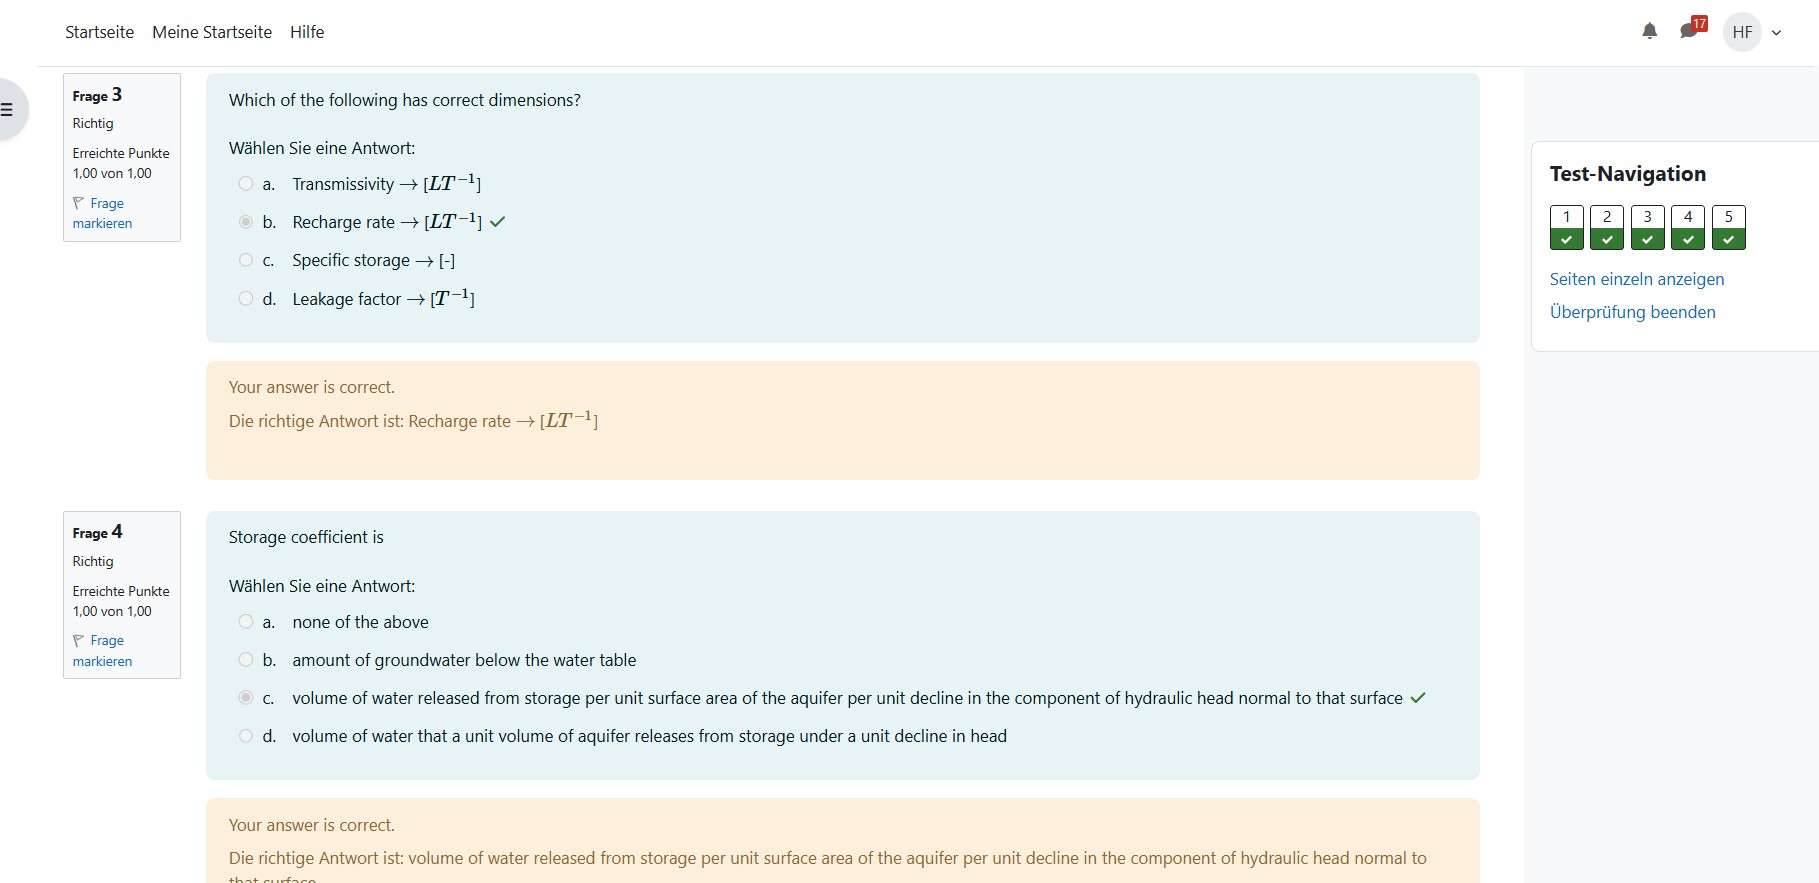 Startseite Meine Startseite Hilfe 17 HF
Frage 3
Richtig
Erreichte Punkte
1,00 von 1,00
Frage
markieren
Which of the following has correct dimensions?
Wählen Sie eine Antwort:
a. Transmissivity → [LT⁻¹]
b. Recharge rate → [LT⁻¹] ✓
c. Specific storage → [-]
d. Leakage factor → [T⁻¹]
Your answer is correct.
Die richtige Antwort ist: Recharge rate → [LT⁻¹]
Test-Navigation
1 2 3 4 5
Seiten einzeln anzeigen
Überprüfung beenden
Frage 4
Richtig
Erreichte Punkte
1,00 von 1,00
Frage
markieren
Storage coefficient is
Wählen Sie eine Antwort:
a. none of the above
b. amount of groundwater below the water table
c. volume of water released from storage per unit surface area of the aquifer per unit decline in the component of hydraulic head normal to that surface ✓
d. volume of water that a unit volume of aquifer releases from storage under a unit decline in head
Your answer is correct.
Die richtige Antwort ist: volume of water released from storage per unit surface area of the aquifer per unit decline in the component of hydraulic head normal to
that surface